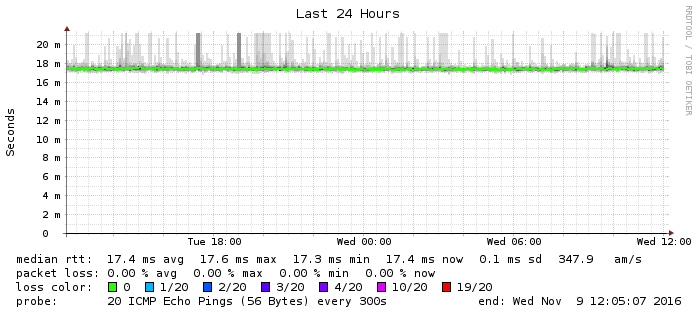 Last 24 Hours
RRDTOOL / TOBI OETIKER
Seconds
20 m
18 m
16 m
14 m
12 m
10 m
8 m
6 m
4 m
2 m
0
Tue 18:00 Wed 00:00 Wed 06:00 Wed 12:00
median rtt: 17.4 ms avg 17.6 ms max 17.3 ms min 17.4 ms now 0.1 ms sd 347.9 am/s
packet loss: 0.00 % avg 0.00 % max 0.00 % min 0.00 % now
loss color: 0 1/20 2/20 3/20 4/20 10/20 19/20
probe: 20 ICMP Echo Pings (56 Bytes) every 300s end: Wed Nov 9 12:05:07 2016